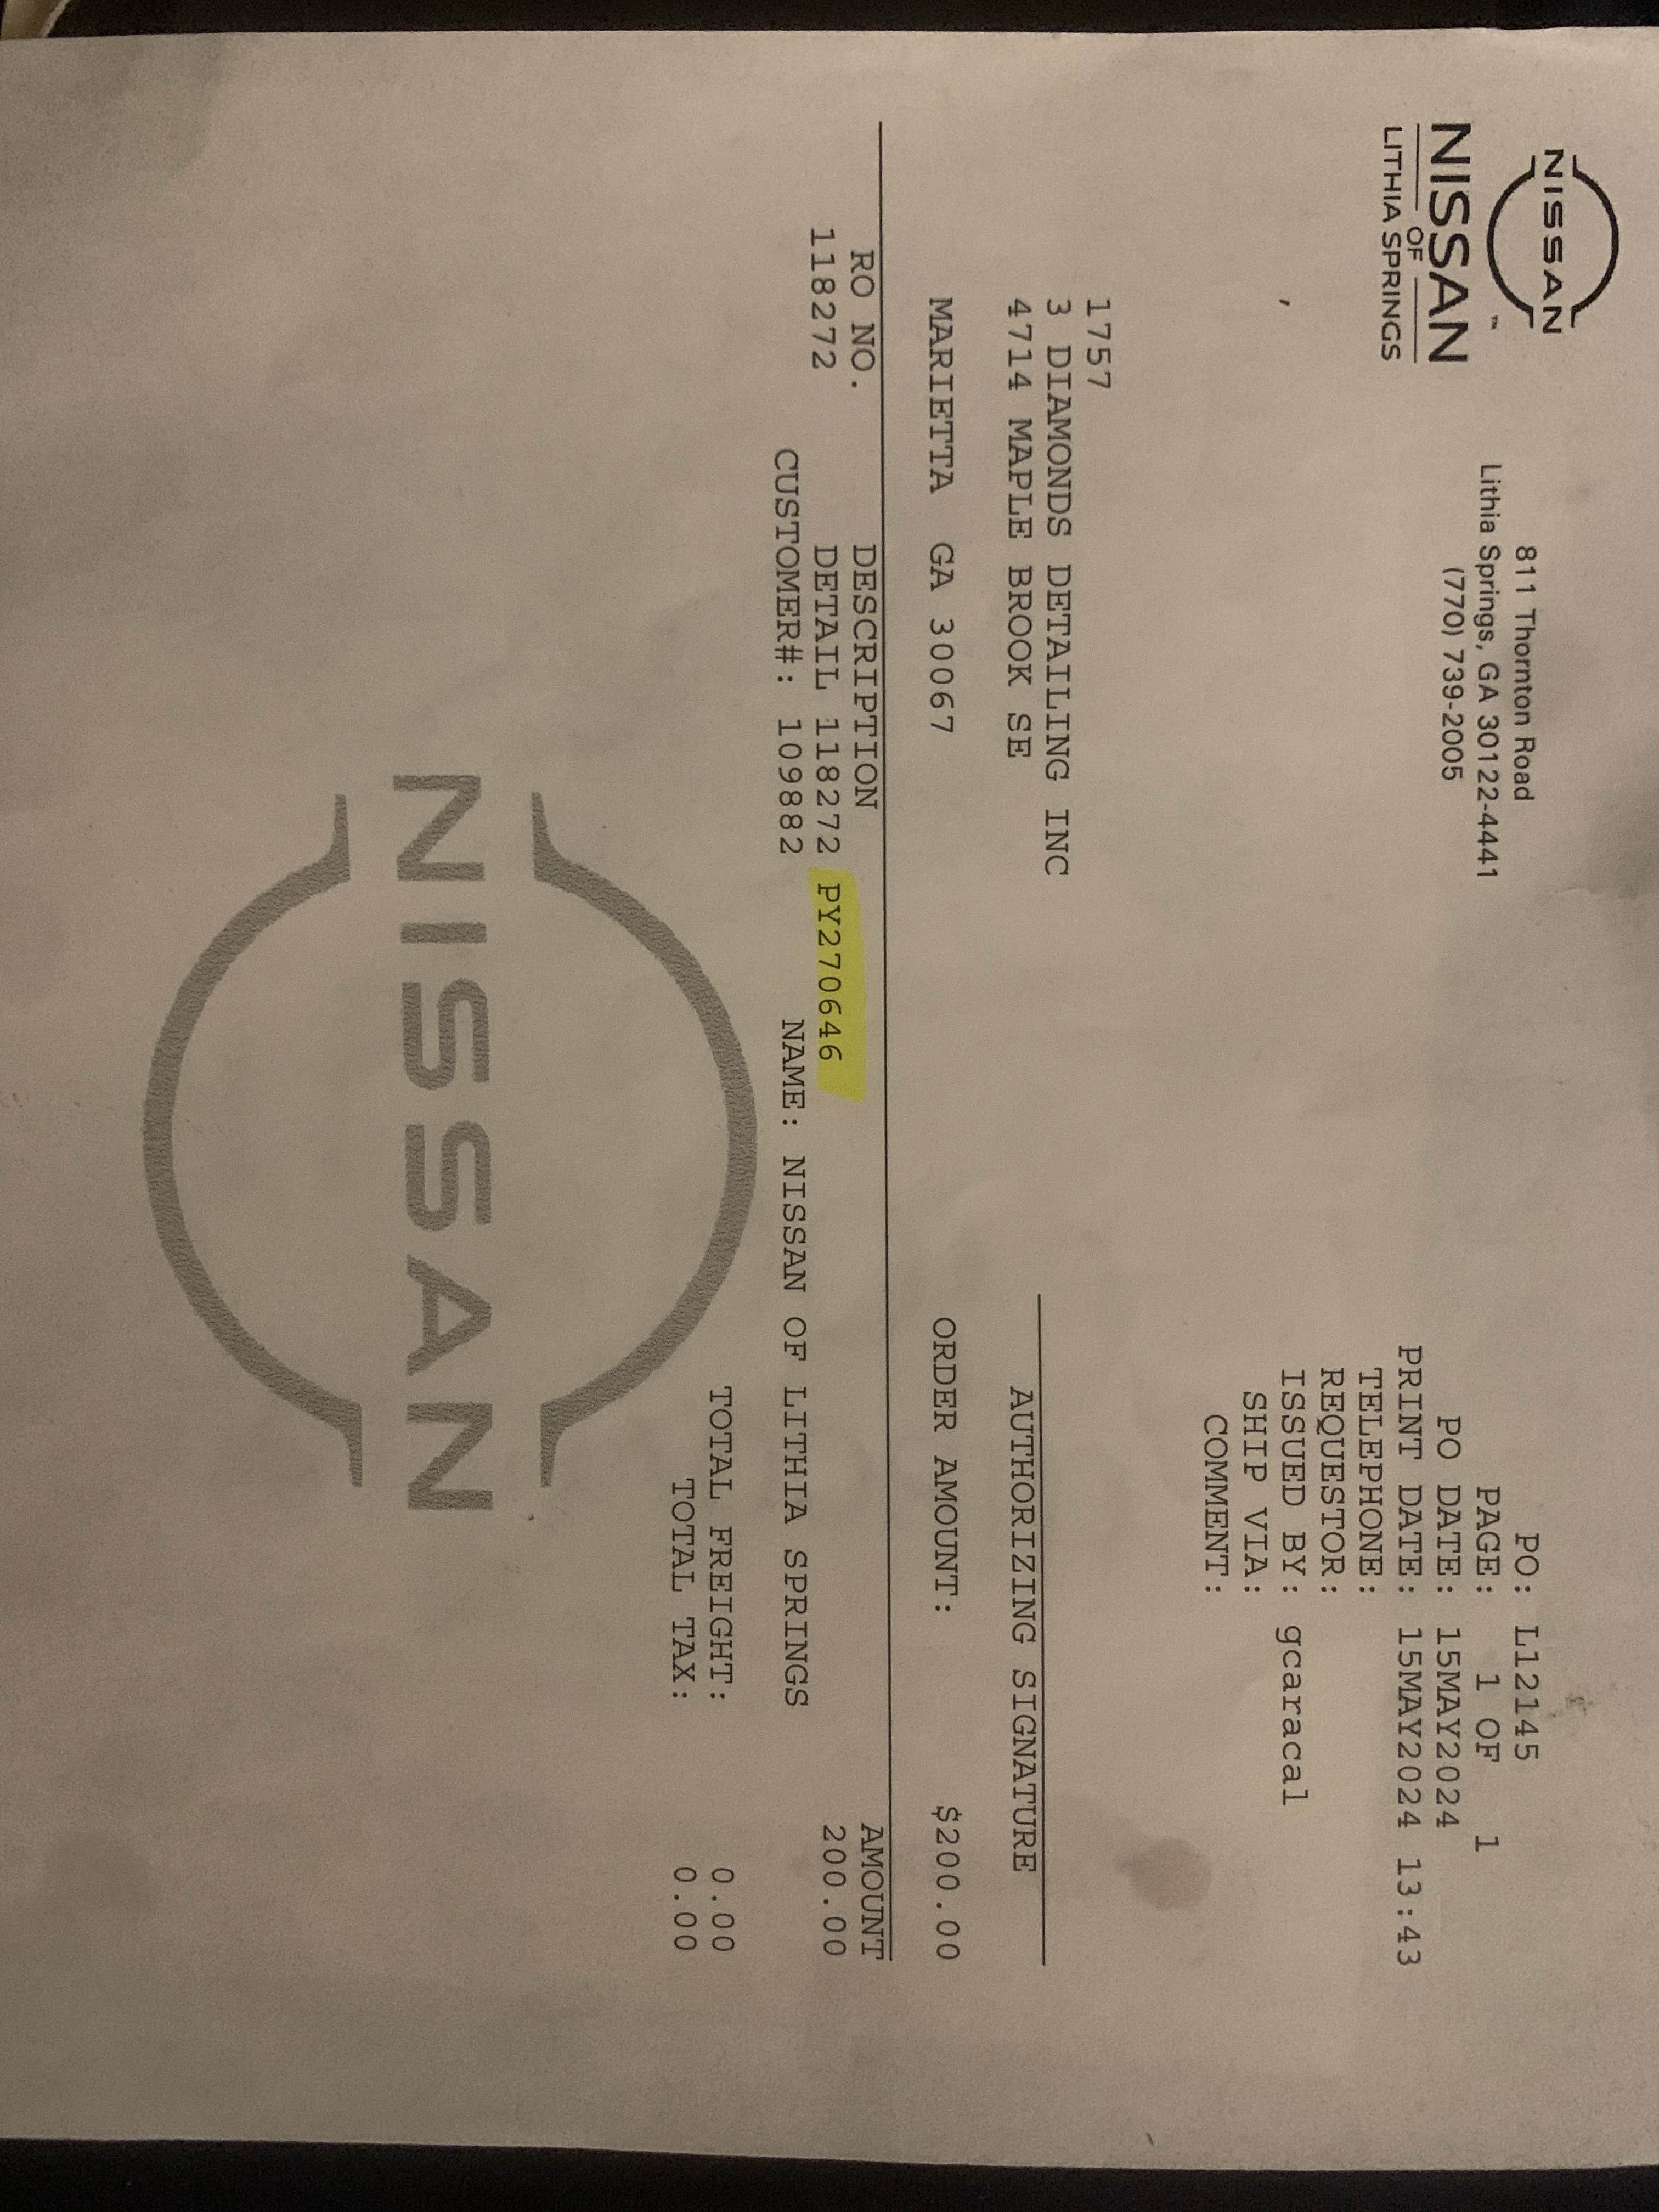 NISSAN
NISSAN
OF
LITHIA SPRINGS
811 Thornton Road
Lithia Springs, GA 30122-4441
(770) 739-2005
PO: L12145
PAGE: 1 OF 1
PO DATE: 15MAY2024
PRINT DATE: 15MAY2024 13:43
TELEPHONE:
REQUESTOR:
ISSUED BY: gcaracal
SHIP VIA:
COMMENT:
,
1757
3 DIAMONDS DETAILING INC
4714 MAPLE BROOK SE
MARIETTA GA 30067
AUTHORIZING SIGNATURE
ORDER AMOUNT: $200.00
RO NO. DESCRIPTION AMOUNT
118272 DETAIL 118272 PY270646 200.00
CUSTOMER#: 109882 NAME: NISSAN OF LITHIA SPRINGS
TOTAL FREIGHT: 0.00
TOTAL TAX: 0.00
NISSAN